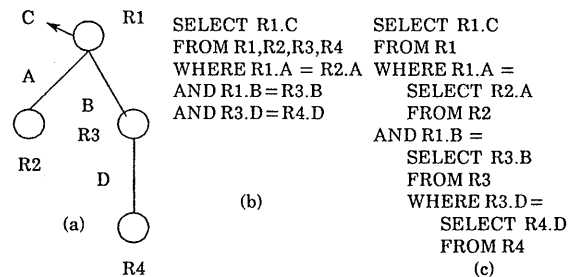 C
R1
A
B
R2
R3
D
(a)
R4
SELECT R1.C
FROM R1,R2,R3,R4
WHERE R1.A = R2.A
AND R1.B=R3.B
AND R3.D=R4.D
(b)
SELECT R1.C
FROM R1
WHERE R1.A =
SELECT R2.A
FROM R2
AND R1.B =
SELECT R3.B
FROM R3
WHERE R3.D=
SELECT R4.D
FROM R4
(c)